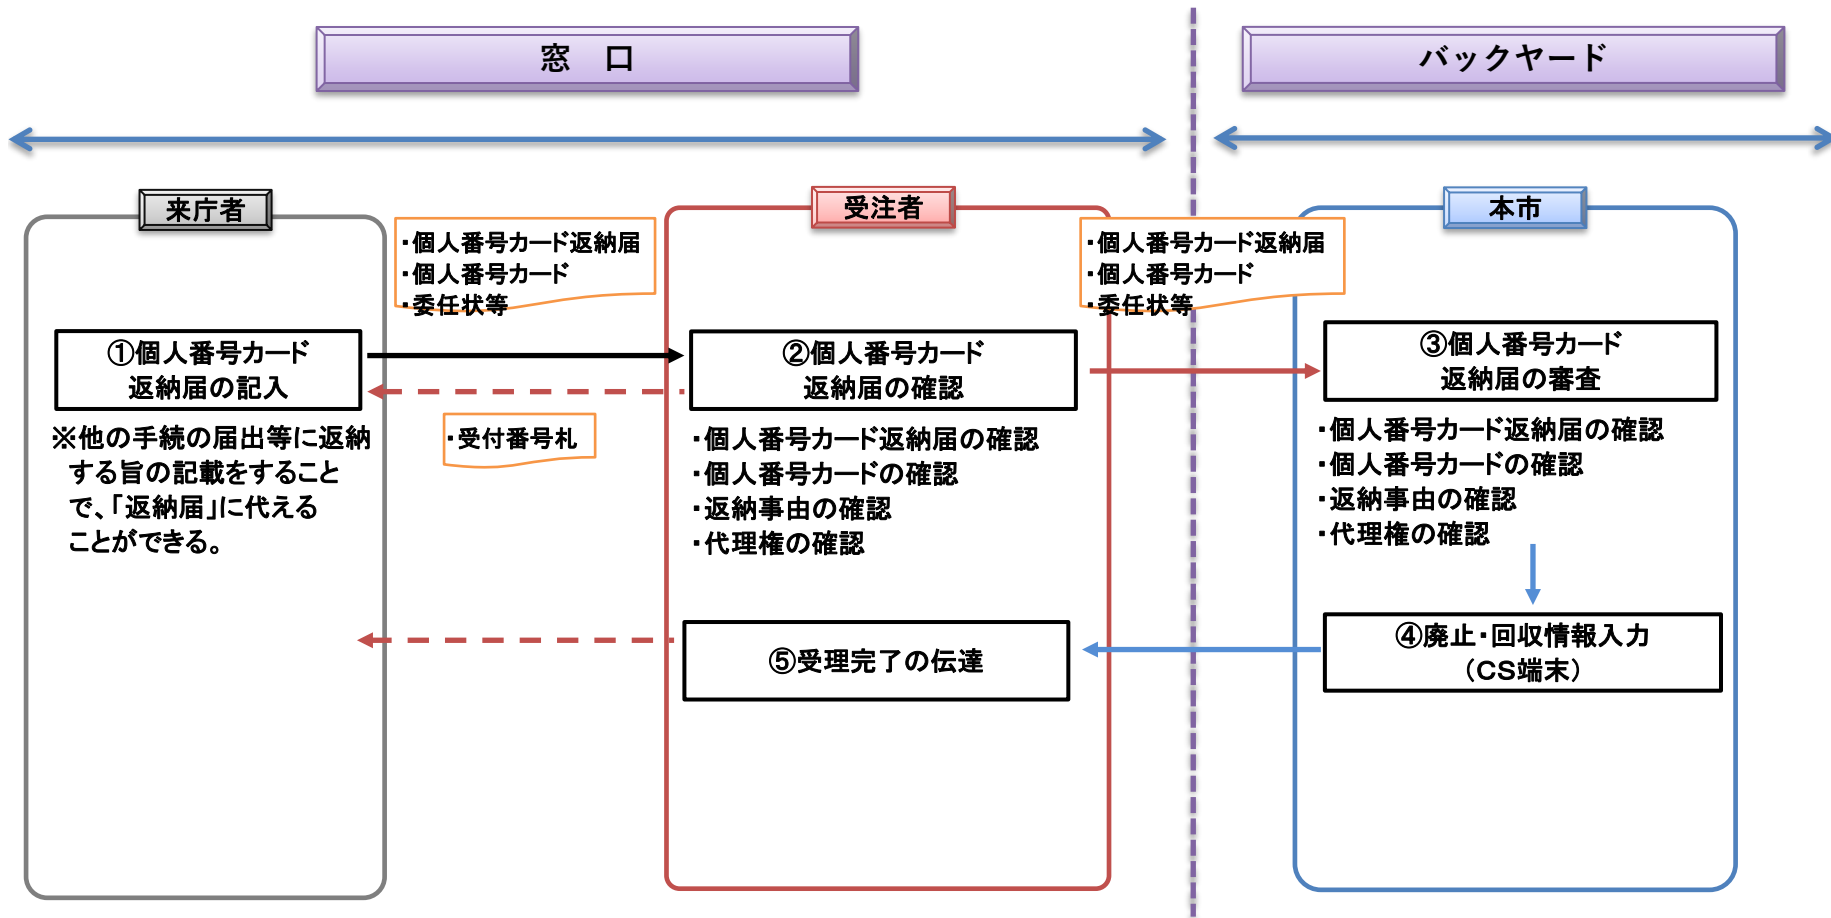 窓　口
バックヤード
来庁者
受注者
本市
・個人番号カード返納届
・個人番号カード
・委任状等
・個人番号カード返納届
・個人番号カード
・委任状等
①個人番号カード
返納届の記入
※他の手続の届出等に返納
する旨の記載をすること
で、「返納届」に代える
ことができる。
・受付番号札
②個人番号カード
返納届の確認
・個人番号カード返納届の確認
・個人番号カードの確認
・返納事由の確認
・代理権の確認
③個人番号カード
返納届の審査
・個人番号カード返納届の確認
・個人番号カードの確認
・返納事由の確認
・代理権の確認
④廃止・回収情報入力
（CS端末）
⑤受理完了の伝達